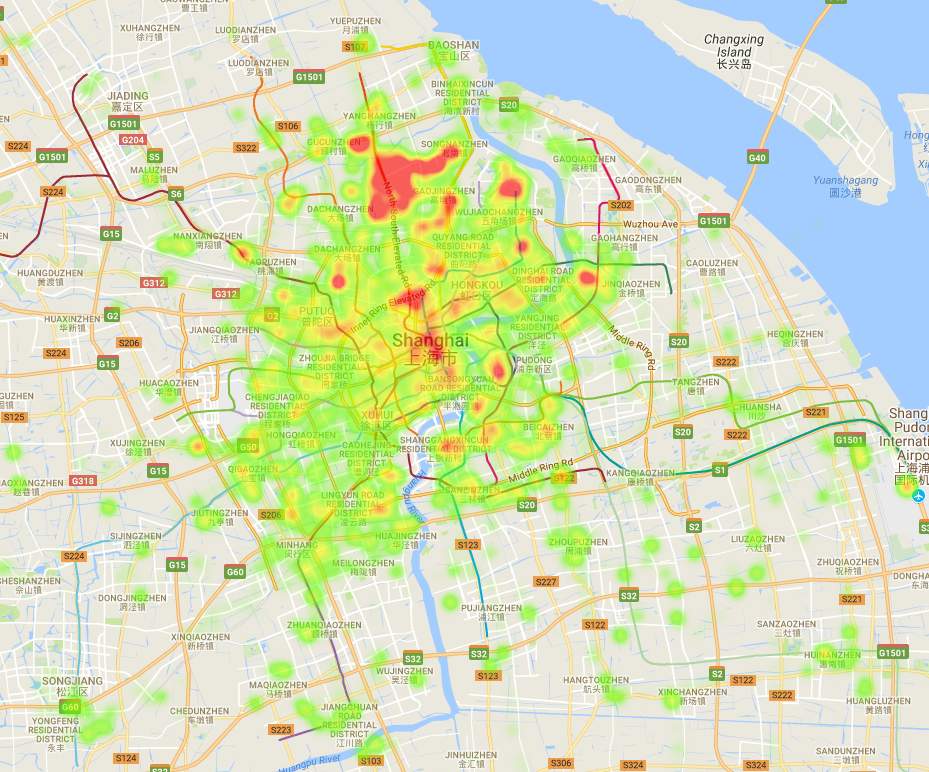 曹王镇
XUHANGZHEN
徐行镇
LUODIANZHEN
罗店镇
YUEPUZHEN
月浦镇
S107
BAOSHAN
宝山区
Changxing
Island
长兴岛
LUODIANZHEN
罗店镇
G1501
BINHAIXINCUN
RESIDENTIAL
DISTRICT
海滨新村
S20
JIADING
嘉定区
G1501
G204
S106
YANGHANGZHEN
杨行镇
S224
G1501
S5
S322
GUCUNZHEN
顾村镇
SONGNANZHEN
淞南镇
GAOQIAOZHEN
高桥镇
G40
MALUZHEN
马陆镇
S224
S6
GAOJINGZHEN
高境镇
GAODONGZHEN
高东镇
Yuanshagang
圆沙港
S202
DACHANGZHEN
大场镇
North-South Elevated Rd
WUJIAOCHANGZHEN
五角场镇
Wuzhou Ave
G1501
G15
NANXIANGZHEN
南翔镇
DACHANGZHEN
大场镇
QUYANG ROAD
RESIDENTIAL
DISTRICT
曲阳路
GAOHANGZHEN
高行镇
TAOPUZHEN
桃浦镇
HUANGDUZHEN
黄渡镇
G312
G312
HONGKOU
虹口区
DINGHAI ROAD
RESIDENTIAL
DISTRICT
定海路
JINQIAOZHEN
金桥镇
CAOLUZHEN
曹路镇
HUAXINZHEN
华新镇
G2
G2
PUTUO
普陀区
Inner Ring Elevated Rd
YANGJING
RESIDENTIAL
DISTRICT
洋泾
Middle Ring Rd
JIANGQIAOZHEN
江桥镇
S206
S224
G15
Shanghai
上海市
S20
HEQINGZHEN
合庆镇
ZHOUJIA BRIDGE
RESIDENTIAL
DISTRICT
周家桥
PUDONG
浦东新区
S222
HUACAOZHEN
华漕镇
TANGZHEN
唐镇
CHENGJIAQIAO
RESIDENTIAL
DISTRICT
程家桥
BANSONGYUAN
ROAD RESIDENTIAL
DISTRICT
半淞园路
CHUANSHA
川沙
S221
S125
XUHUI
徐汇区
BEICAIZHEN
北蔡镇
S20
S222
G1501
XUJINGZHEN
徐泾镇
G50
HONGQIAOZHEN
虹桥镇
CAOHEJING
RESIDENTIAL
DISTRICT
漕河泾
SHANGGANGXINCUN
RESIDENTIAL DISTRICT
上钢新村
G15
G318
QIBAOZHEN
七宝镇
Middle Ring Rd
S122
KANGQIAOZHEN
康桥镇
S1
赵巷镇
LINGYUN ROAD
RESIDENTIAL
DISTRICT
凌云路
SANLINZHEN
三林镇
S20
JIUTINGZHEN
九亭镇
S206
Huangpu River
S2
SIJINGZHEN
泗泾镇
MINHANG
闵行区
HUAJINGZHEN
华泾镇
S123
ZHOUPUZHEN
周浦镇
LIUZAOZHEN
六灶镇
S224
G15
G60
MEILONGZHEN
梅陇镇
S227
ZHUQIAOZHEN
祝桥镇
佘山镇
DONGJINGZHEN
洞泾镇
PUJIANGZHEN
浦江镇
S32
S221
ZHUANQIAOZHEN
颛桥镇
S122
SANZAOZHEN
三灶镇
XINQIAOZHEN
新桥镇
S32
S32
S2
HUINANZHEN
惠南镇
G1501
SONGJIANG
松江区
G60
MAQIAOZHEN
马桥镇
WUJINGZHEN
吴泾镇
S123
HANGTOUZHEN
航头镇
S122
XINCHANGZHEN
新场镇
S222
HUANGLUZHEN
黄路镇
YONGFENG
RESIDENTIAL
DISTRICT
永丰
CHEDUNZHEN
车墩镇
JIANGCHUAN
ROAD
RESIDENTIAL
DISTRICT
江川路
S223
SANDUNZHEN
三墩镇
S124
Huangpu River
S103
JINHUIZHEN
金汇镇
S306
S324
S324